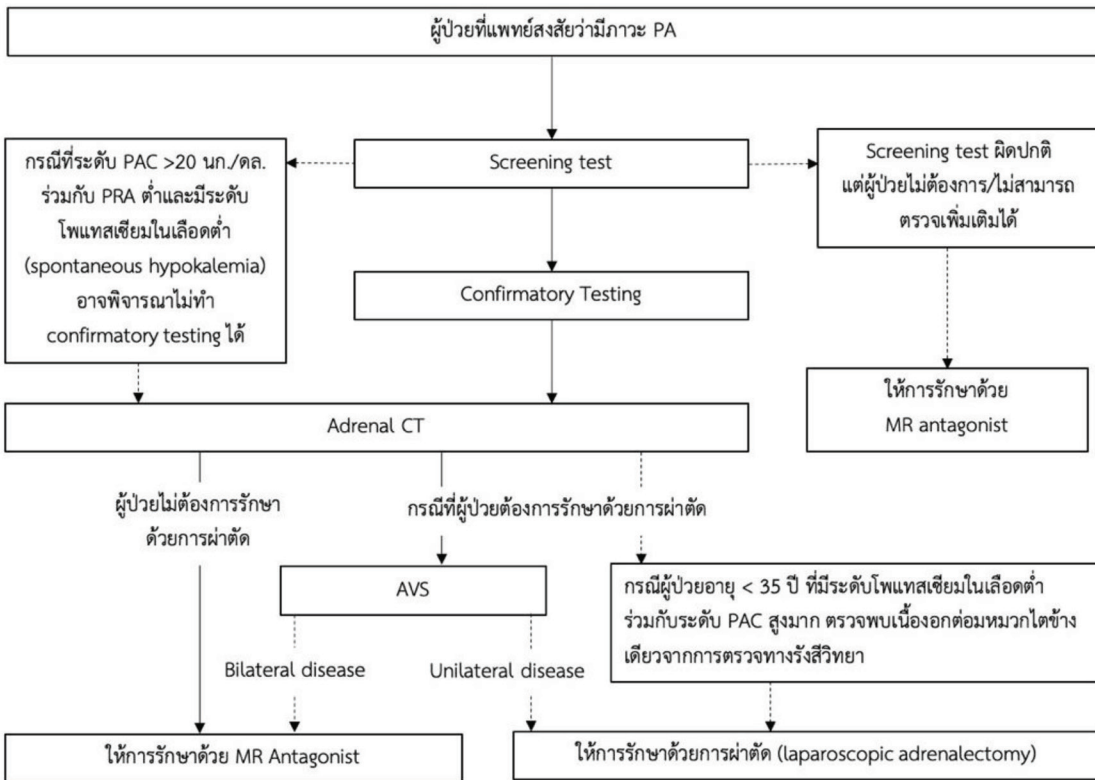 ผู้ป่วยที่แพทย์สงสัยว่ามีภาวะ PA
กรณีที่ระดับ PAC >20 นก./ดล.
ร่วมกับ PRA ต่ำและมีระดับ
โพแทสเซียมในเลือดต่ำ
(spontaneous hypokalemia)
อาจพิจารณาไม่ทำ
confirmatory testing ได้
Screening test
Screening test ผิดปกติ
แต่ผู้ป่วยไม่ต้องการ/ไม่สามารถ
ตรวจเพิ่มเติมได้
Confirmatory Testing
ให้การรักษาด้วย
MR antagonist
Adrenal CT
ผู้ป่วยไม่ต้องการรักษา
ด้วยการผ่าตัด
กรณีที่ผู้ป่วยต้องการรักษาด้วยการผ่าตัด
AVS
กรณีผู้ป่วยอายุ < 35 ปี ที่มีระดับโพแทสเซียมในเลือดต่ำ
ร่วมกับระดับ PAC สูงมาก ตรวจพบเนื้องอกต่อมหมวกไตข้าง
เดียวจากการตรวจทางรังสีวิทยา
Bilateral disease
Unilateral disease
ให้การรักษาด้วย MR Antagonist
ให้การรักษาด้วยการผ่าตัด (laparoscopic adrenalectomy)